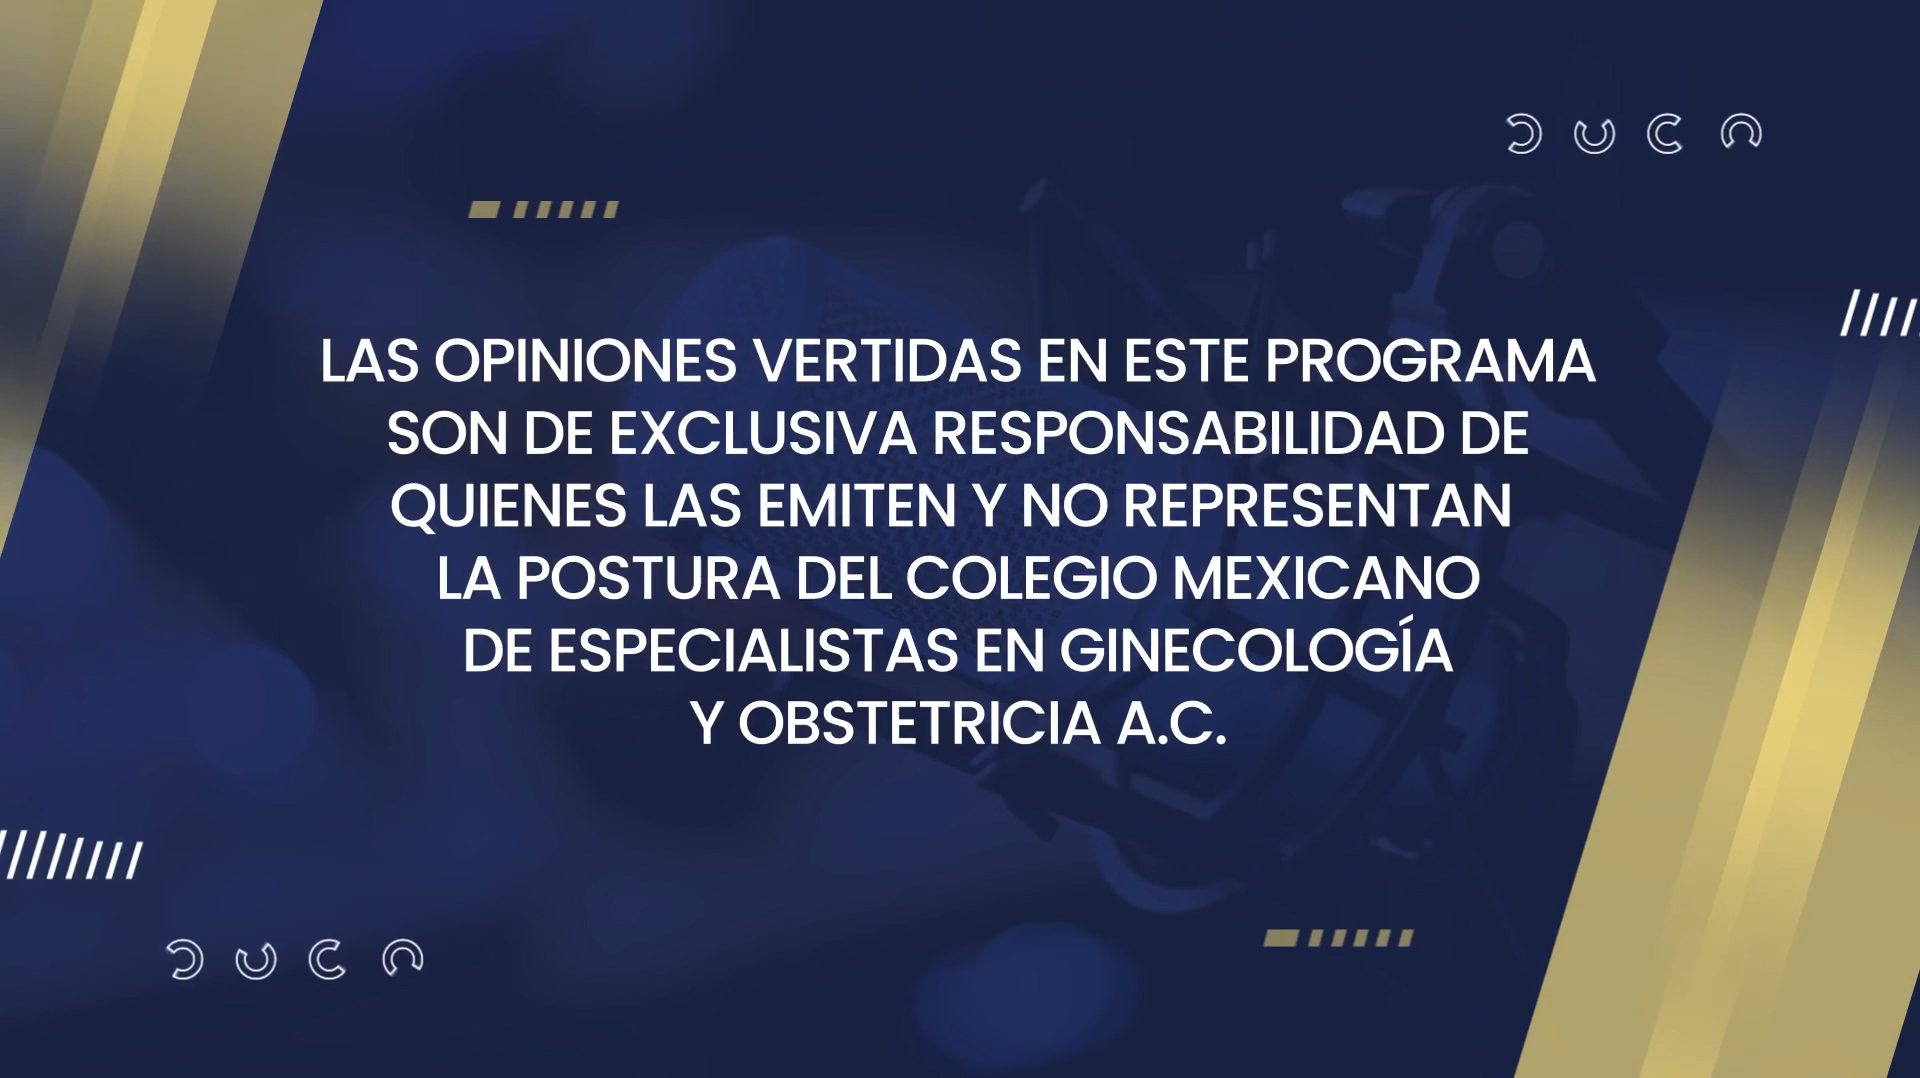 LAS OPINIONES VERTIDAS EN ESTE PROGRAMA
SON DE EXCLUSIVA RESPONSABILIDAD DE
QUIENES LAS EMITEN Y NO REPRESENTAN
LA POSTURA DEL COLEGIO MEXICANO
DE ESPECIALISTAS EN GINECOLOGÍA
Y OBSTETRICIA A.C.